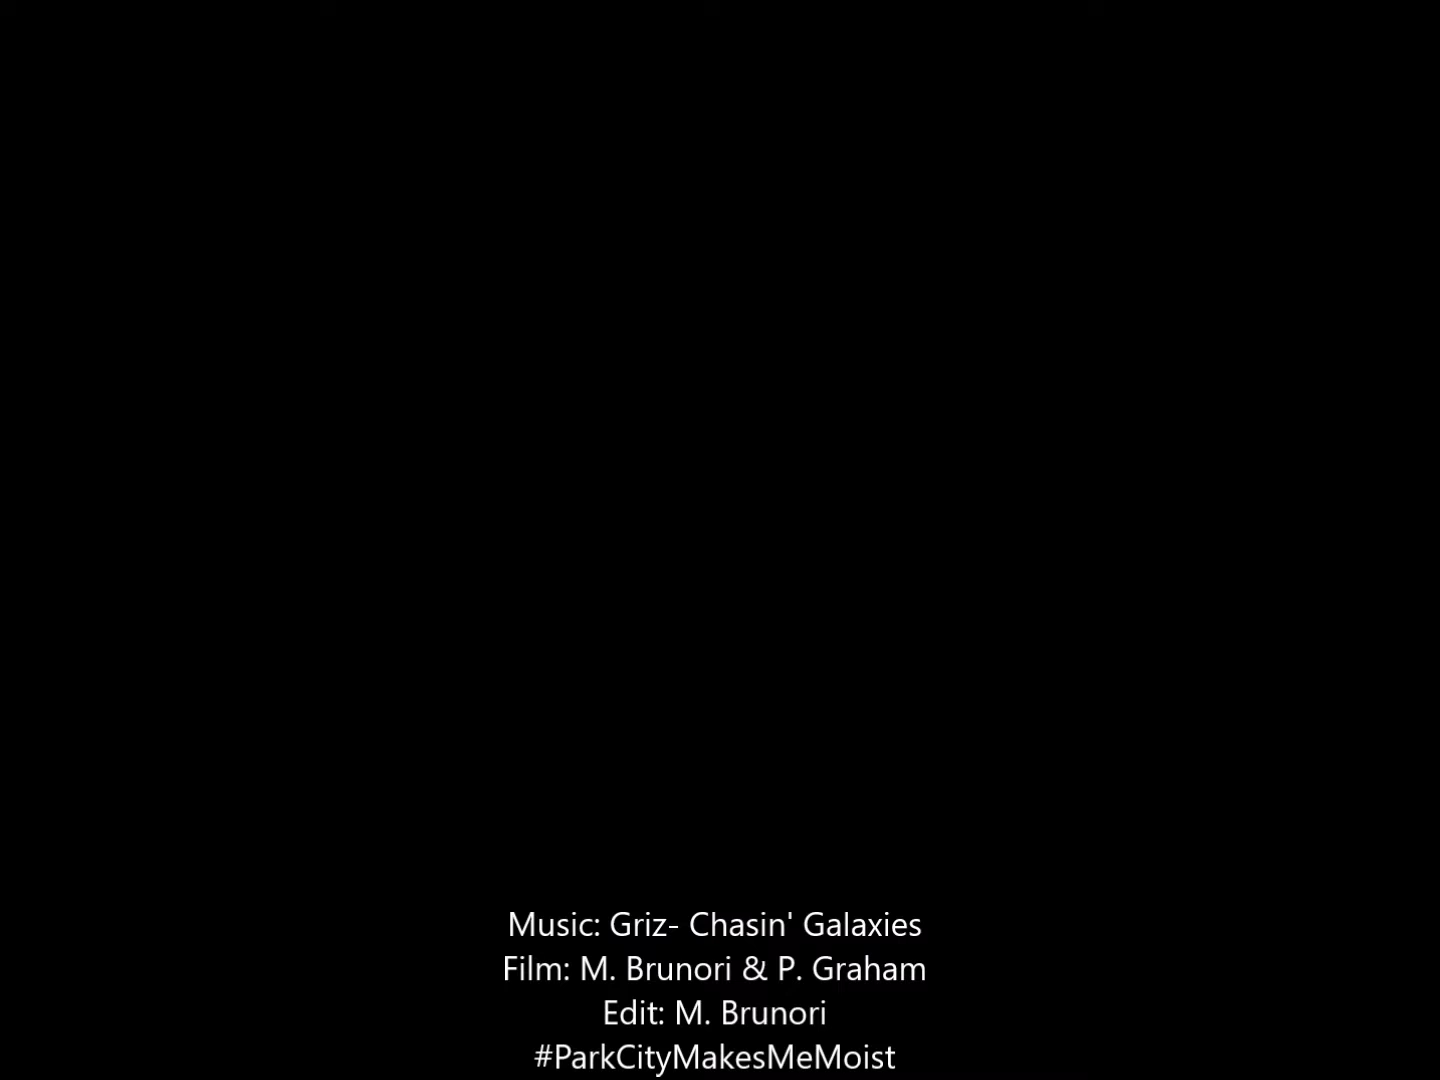 Music: Griz- Chasin' Galaxies
Film: M. Brunori & P. Graham
Edit: M. Brunori
#ParkCityMakesMeMoist